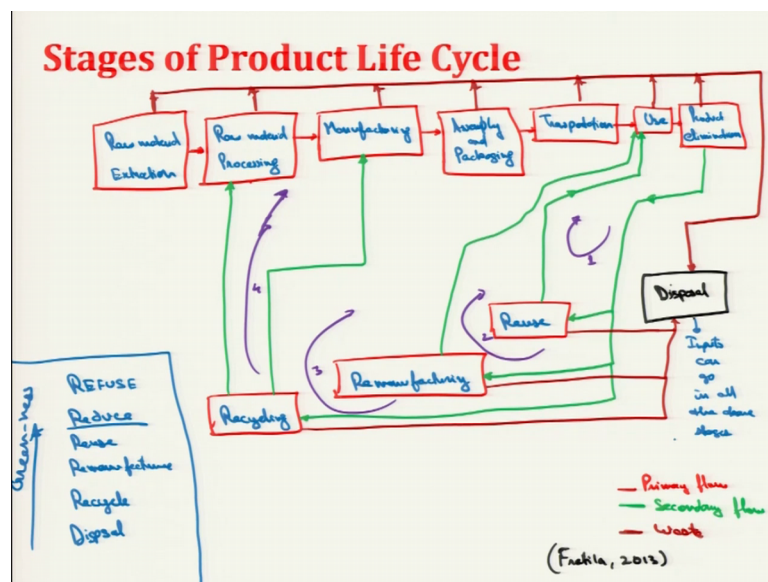 Stages of Product Life Cycle
Raw material
Extraction
Raw material
Processing
Manufacturing
Assembly
and
Packaging
Transportation
Use
Product
elimination
4
1
Disposal
Reuse
2
Inputs
can
go
in all
the above
stages
3
Remanufacturing
Recycling
Green-ness
REFUSE
Reduce
Reuse
Remanufacture
Recycle
Disposal
Primary flow
Secondary flow
Waste
(Fratila, 2013)